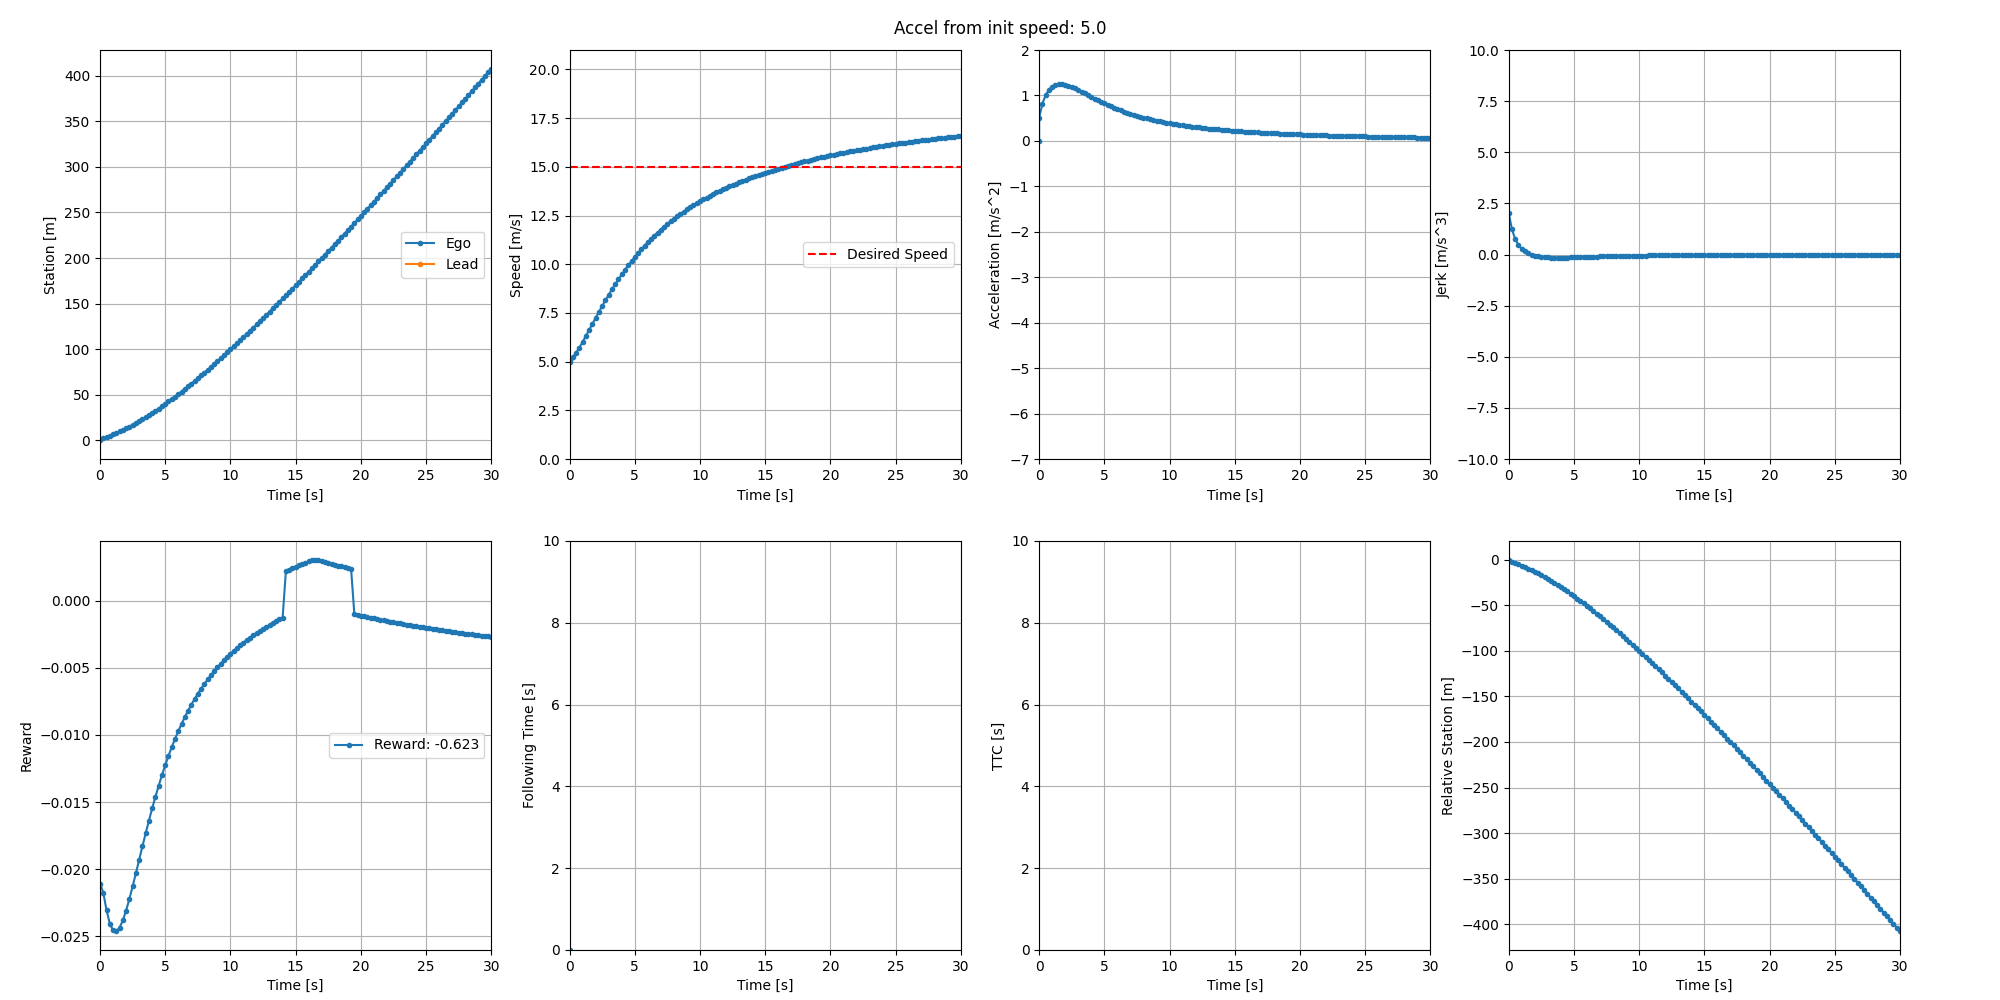 Accel from init speed: 5.0
Station [m]
400
350
300
250
200
150
100
50
0
Ego
Lead
0 5 10 15 20 25 30
Time [s]
Speed [m/s]
20.0
17.5
15.0
12.5
10.0
7.5
5.0
2.5
0.0
Desired Speed
0 5 10 15 20 25 30
Time [s]
Acceleration [m/s^2]
2
1
0
−1
−2
−3
−4
−5
−6
−7
0 5 10 15 20 25 30
Time [s]
Jerk [m/s^3]
10.0
7.5
5.0
2.5
0.0
−2.5
−5.0
−7.5
−10.0
0 5 10 15 20 25 30
Time [s]
Reward
0.000
−0.005
−0.010
−0.015
−0.020
−0.025
Reward: -0.623
0 5 10 15 20 25 30
Time [s]
Following Time [s]
10
8
6
4
2
0
0 5 10 15 20 25 30
Time [s]
TTC [s]
10
8
6
4
2
0
0 5 10 15 20 25 30
Time [s]
Relative Station [m]
0
−50
−100
−150
−200
−250
−300
−350
−400
0 5 10 15 20 25 30
Time [s]